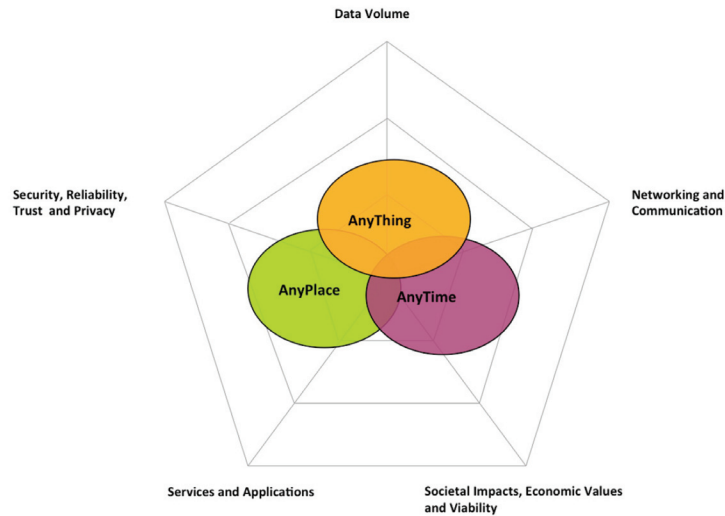 Data Volume
Security, Reliability,
Trust and Privacy
Networking and
Communication
AnyThing
AnyPlace
AnyTime
Services and Applications
Societal Impacts, Economic Values
and Viability